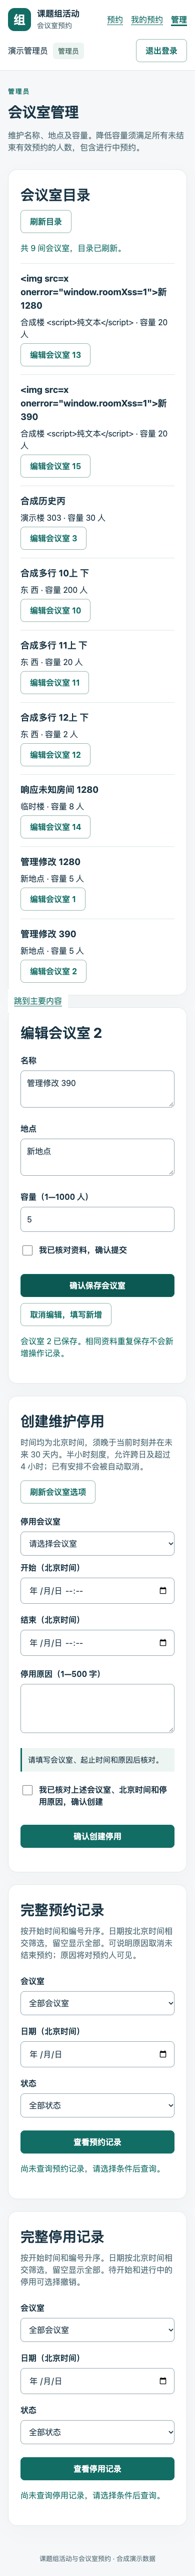 组
课题组活动
会议室预约
预约
我的预约
管理
演示管理员
管理员
退出登录
管理员
会议室管理
维护名称、地点及容量。降低容量须满足所有未结
束有效预约的人数，包含进行中预约。
会议室目录
刷新目录
共 9 间会议室，目录已刷新。
<img src=x
onerror="window.roomXss=1">新
1280
合成楼 <script>纯文本</script> · 容量 20
人
编辑会议室 13
<img src=x
onerror="window.roomXss=1">新
390
合成楼 <script>纯文本</script> · 容量 20
人
编辑会议室 15
合成历史丙
演示楼 303 · 容量 30 人
编辑会议室 3
合成多行 10上 下
东 西 · 容量 200 人
编辑会议室 10
合成多行 11上 下
东 西 · 容量 20 人
编辑会议室 11
合成多行 12上 下
东 西 · 容量 2 人
编辑会议室 12
响应未知房间 1280
临时楼 · 容量 8 人
编辑会议室 14
管理修改 1280
新地点 · 容量 5 人
编辑会议室 1
管理修改 390
新地点 · 容量 5 人
编辑会议室 2
跳到主要内容
编辑会议室 2
名称
管理修改 390
地点
新地点
容量（1—1000 人）
5
我已核对资料，确认提交
确认保存会议室
取消编辑，填写新增
会议室 2 已保存。相同资料重复保存不会新
增操作记录。
创建维护停用
时间均为北京时间，须晚于当前时刻并在未
来 30 天内。半小时刻度，允许跨日及超过
4 小时；已有安排不会被自动取消。
刷新会议室选项
停用会议室
请选择会议室
开始（北京时间）
年 /月/日 --:--
结束（北京时间）
年 /月/日 --:--
停用原因（1—500 字）
请填写会议室、起止时间和原因后核对。
我已核对上述会议室、北京时间和停
用原因，确认创建
确认创建停用
完整预约记录
按开始时间和编号升序。日期按北京时间相
交筛选，留空显示全部。可说明原因取消未
结束预约；原因将对预约人可见。
会议室
全部会议室
日期（北京时间）
年 /月/日
状态
全部状态
查看预约记录
尚未查询预约记录，请选择条件后查询。
完整停用记录
按开始时间和编号升序。日期按北京时间相
交筛选，留空显示全部。待开始和进行中的
停用可选择撤销。
会议室
全部会议室
日期（北京时间）
年 /月/日
状态
全部状态
查看停用记录
尚未查询停用记录，请选择条件后查询。
课题组活动与会议室预约 · 合成演示数据